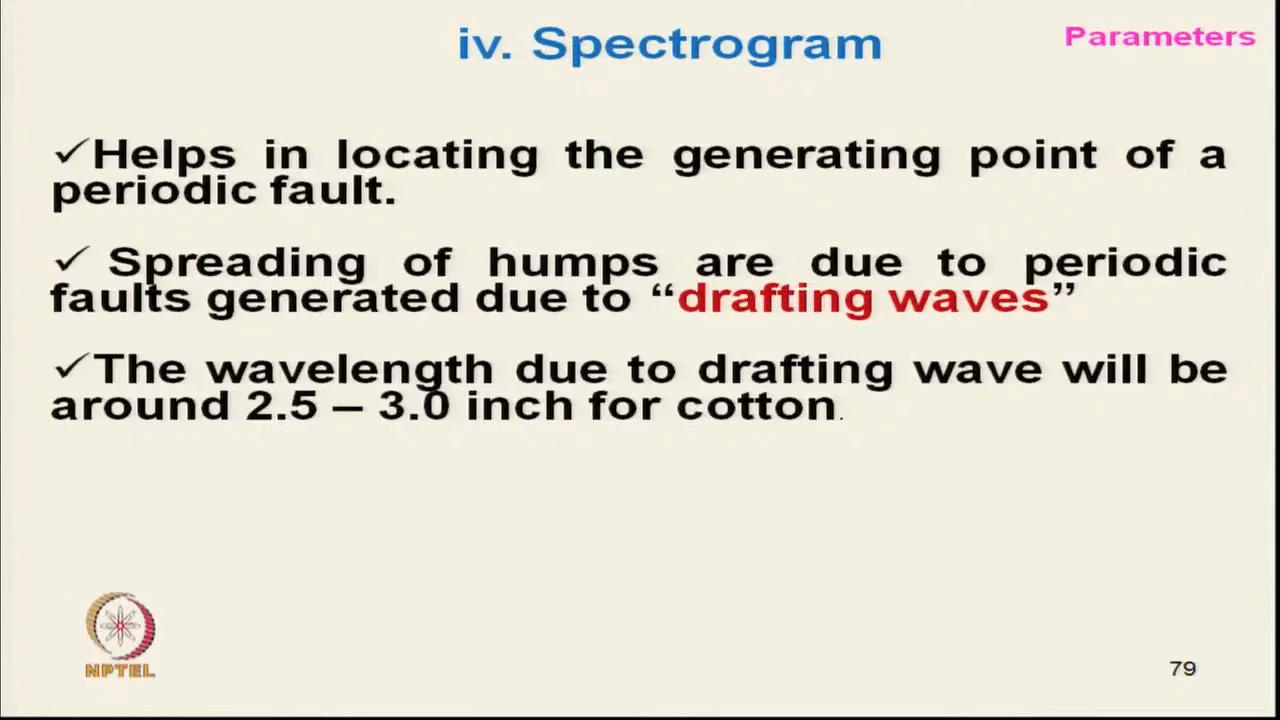 iv. Spectrogram
Parameters
✓Helps in locating the generating point of a
periodic fault.
✓ Spreading of humps are due to periodic
faults generated due to “drafting waves”
✓The wavelength due to drafting wave will be
around 2.5 – 3.0 inch for cotton.
NPTEL
79